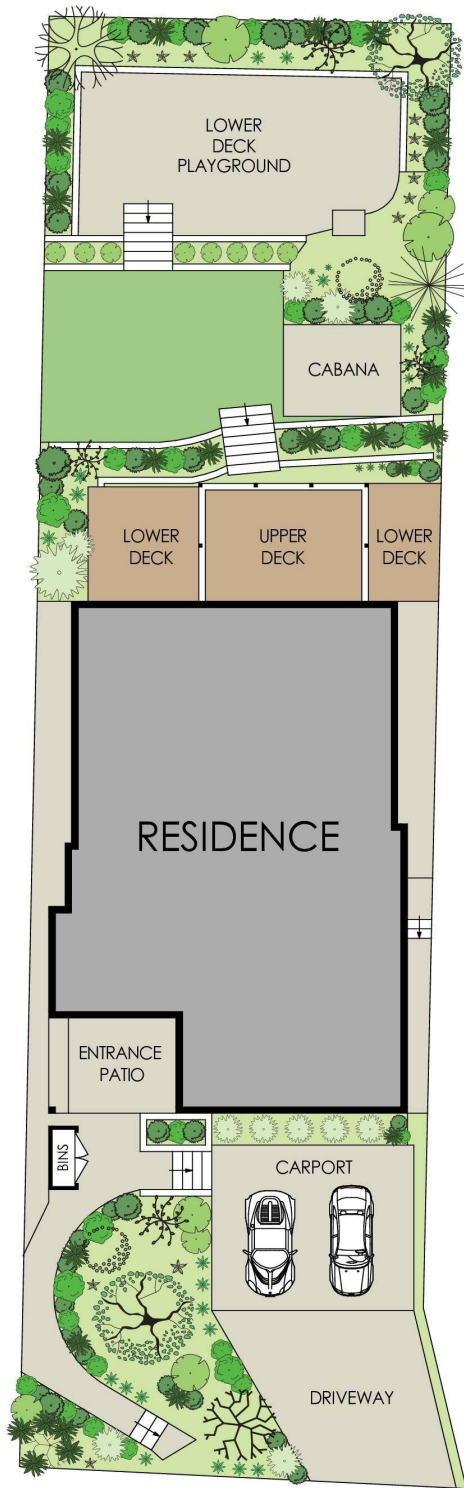 LOWER
DECK
PLAYGROUND
CABANA
LOWER
DECK
UPPER
DECK
LOWER
DECK
RESIDENCE
ENTRANCE
PATIO
BINS
CARPORT
DRIVEWAY